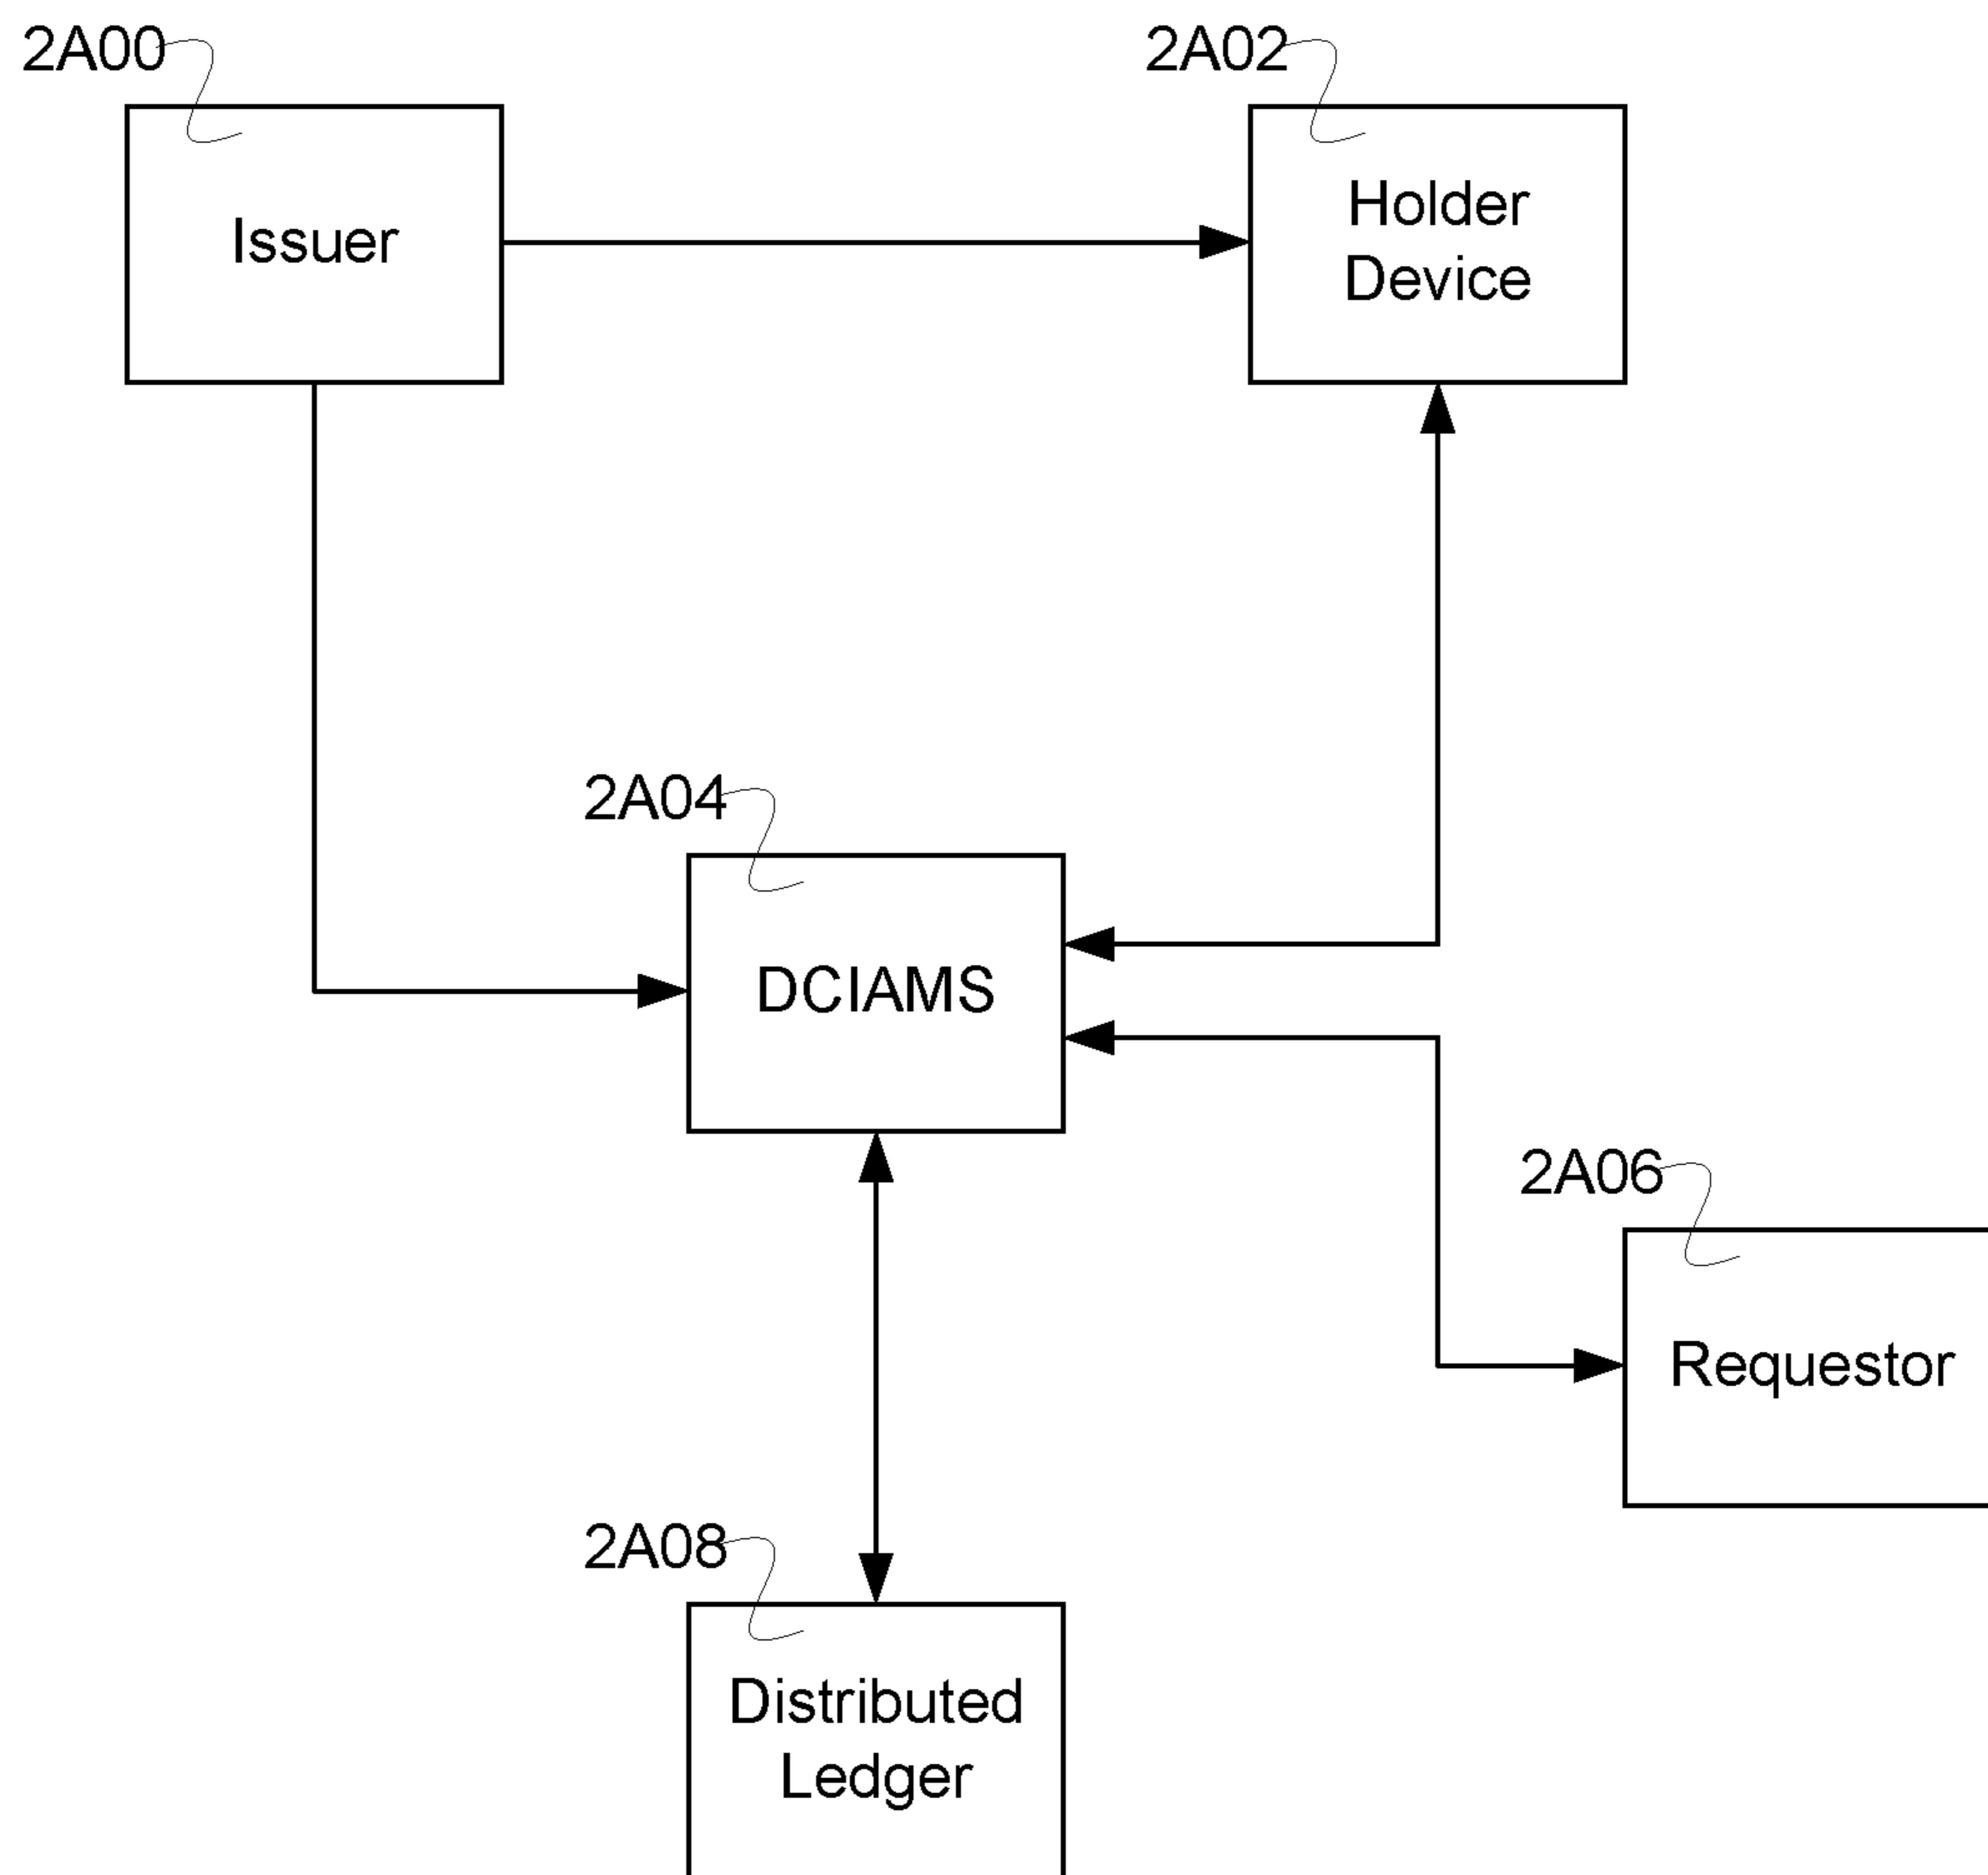 2A00
2A02
Issuer
Holder
Device
2A04
DCIAMS
2A06
Requestor
2A08
Distributed
Ledger